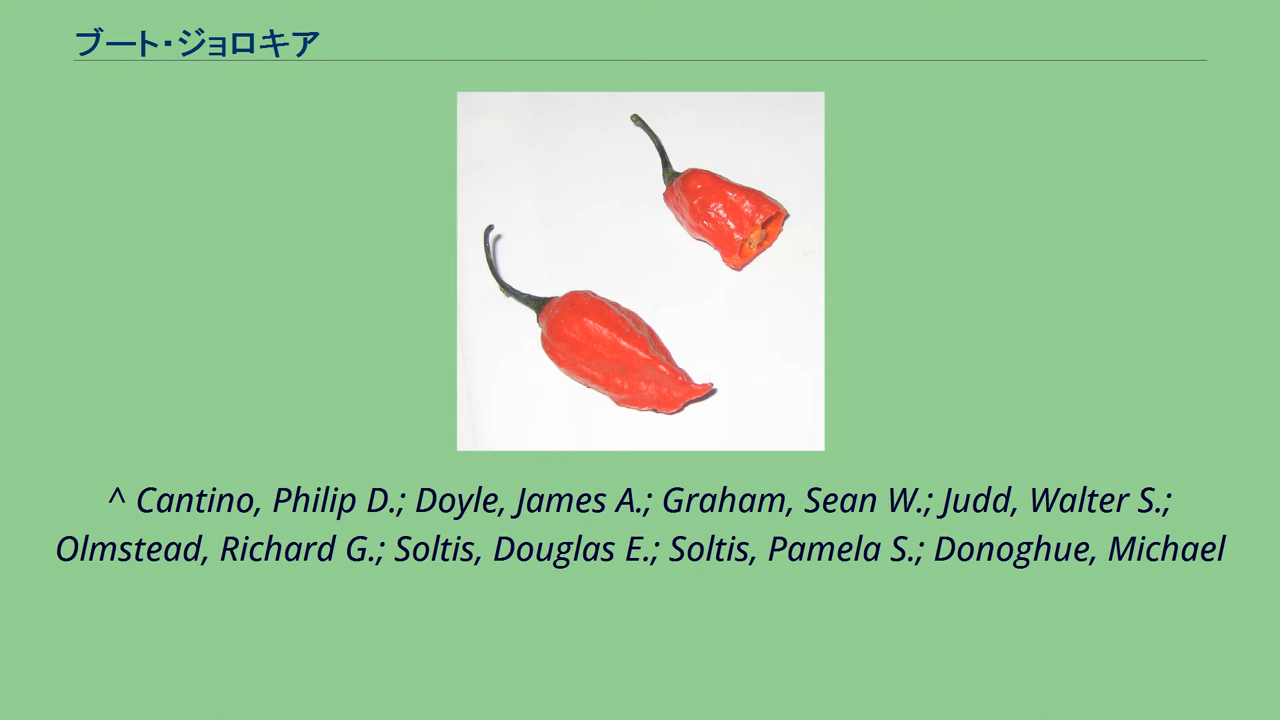 ブート・ジョロキア
^ Cantino, Philip D.; Doyle, James A.; Graham, Sean W.; Judd, Walter S.;
Olmstead, Richard G.; Soltis, Douglas E.; Soltis, Pamela S.; Donoghue, Michael